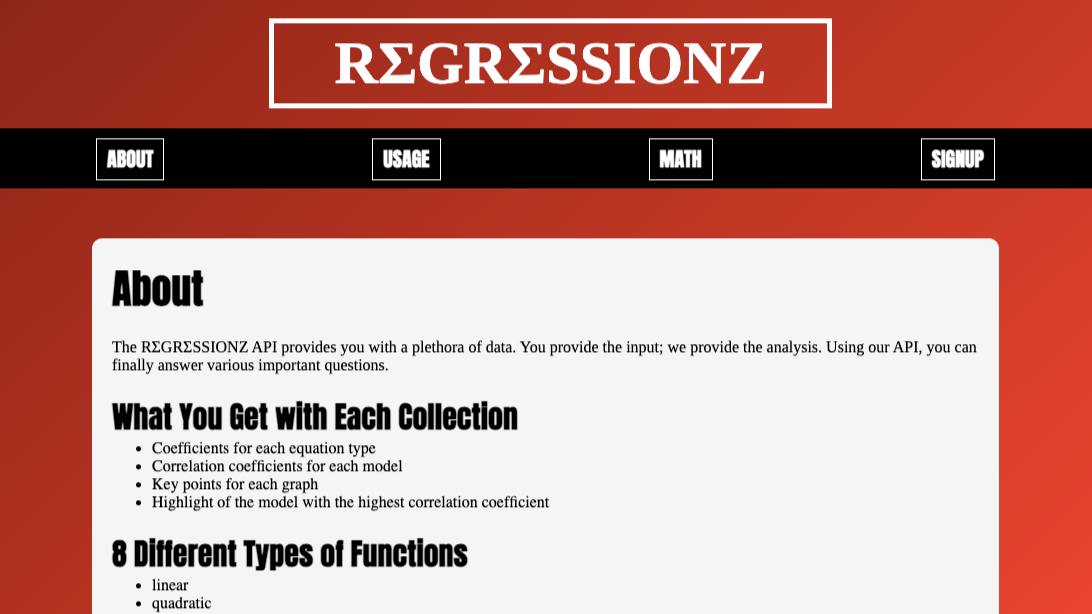 RΣGRΣSSIONZ
ABOUT
USAGE
MATH
SIGNUP
About
The RΣGRΣSSIONZ API provides you with a plethora of data. You provide the input; we provide the analysis. Using our API, you can
finally answer various important questions.
What You Get with Each Collection
Coefficients for each equation type
Correlation coefficients for each model
Key points for each graph
Highlight of the model with the highest correlation coefficient
8 Different Types of Functions
linear
quadratic